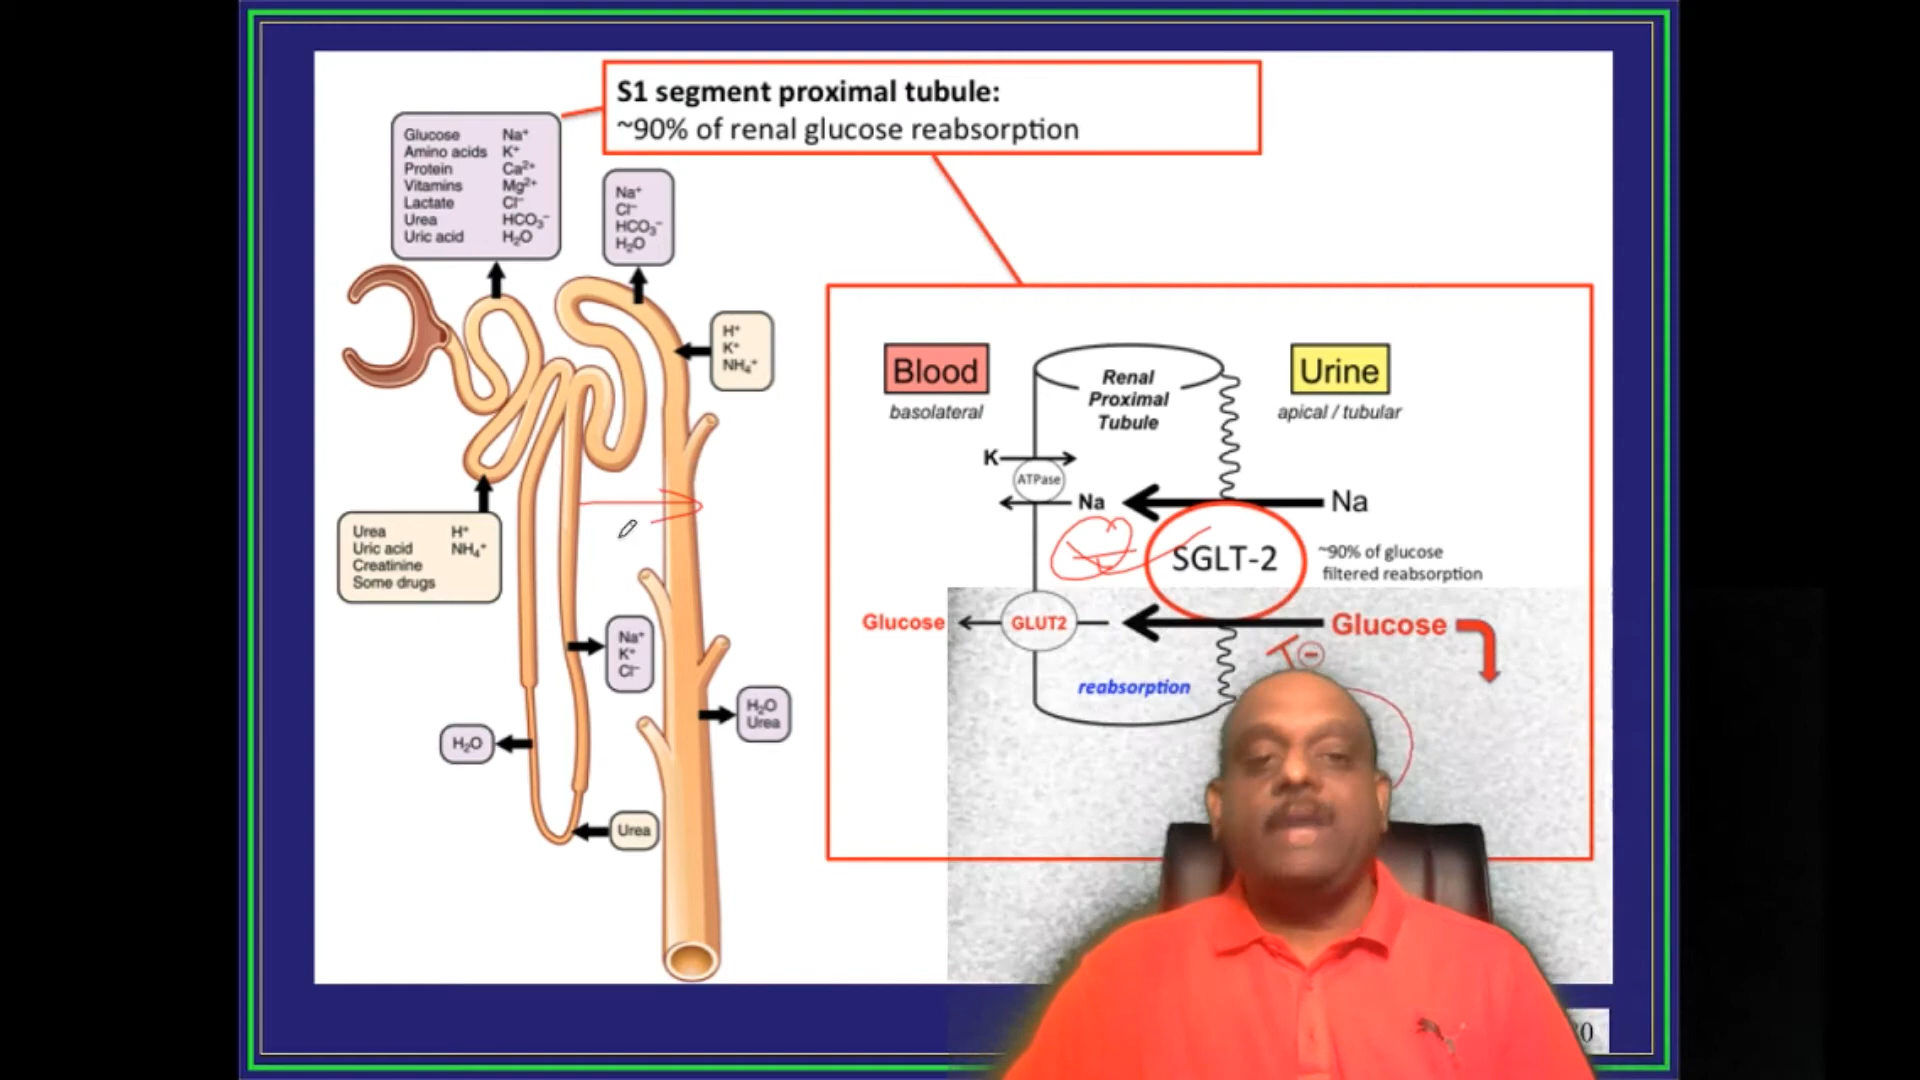 S1 segment proximal tubule:
~90% of renal glucose reabsorption
Glucose Na⁺
Amino acids K⁺
Protein Ca²⁺
Vitamins Mg²⁺
Lactate Cl⁻
Urea HCO₃⁻
Uric acid H₂O
Na⁺
Cl⁻
HCO₃⁻
H₂O
H⁺
K⁺
NH₄⁺
Urea H⁺
Uric acid NH₄⁺
Creatinine
Some drugs
Na⁺
K⁺
Cl⁻
H₂O
Urea
H₂O
Urea
Blood
basolateral
Renal
Proximal
Tubule
Urine
apical / tubular
K
ATPase
Na
Na
SGLT-2
~90% of glucose
filtered reabsorption
Glucose
GLUT2
Glucose
reabsorption